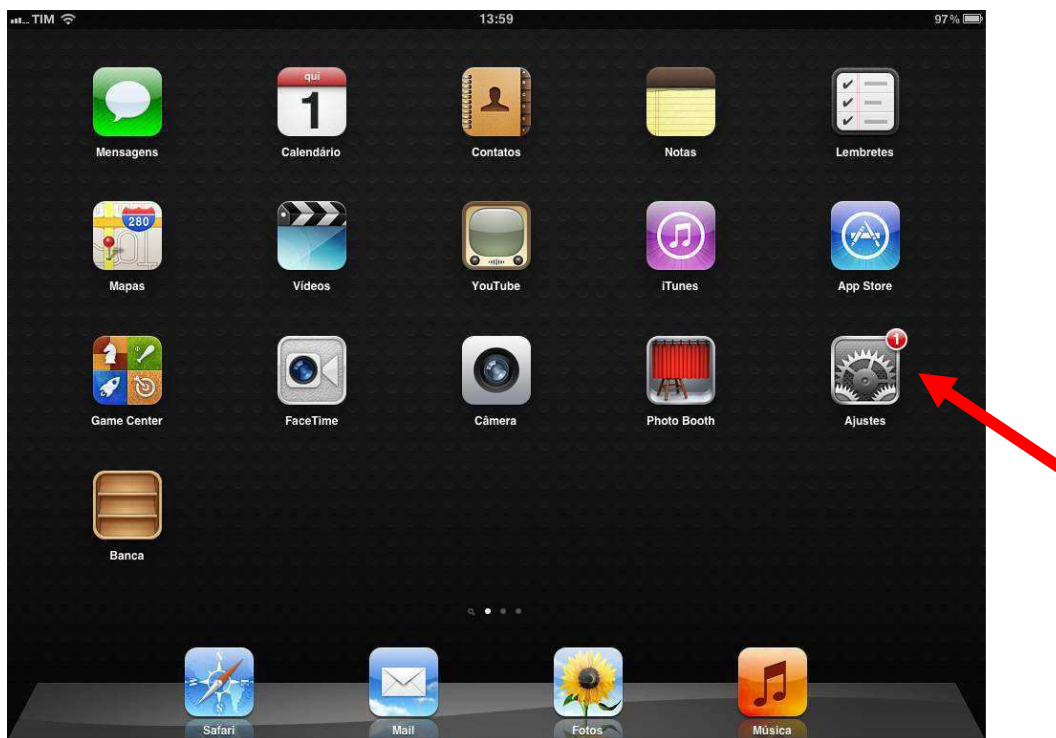 TIM 13:59 97%
qui
1
Mensagens Calendário Contatos Notas Lembretes
280
Mapas Vídeos YouTube iTunes App Store
1
Game Center FaceTime Câmera Photo Booth Ajustes
Banca
Safari Mail Fotos Música